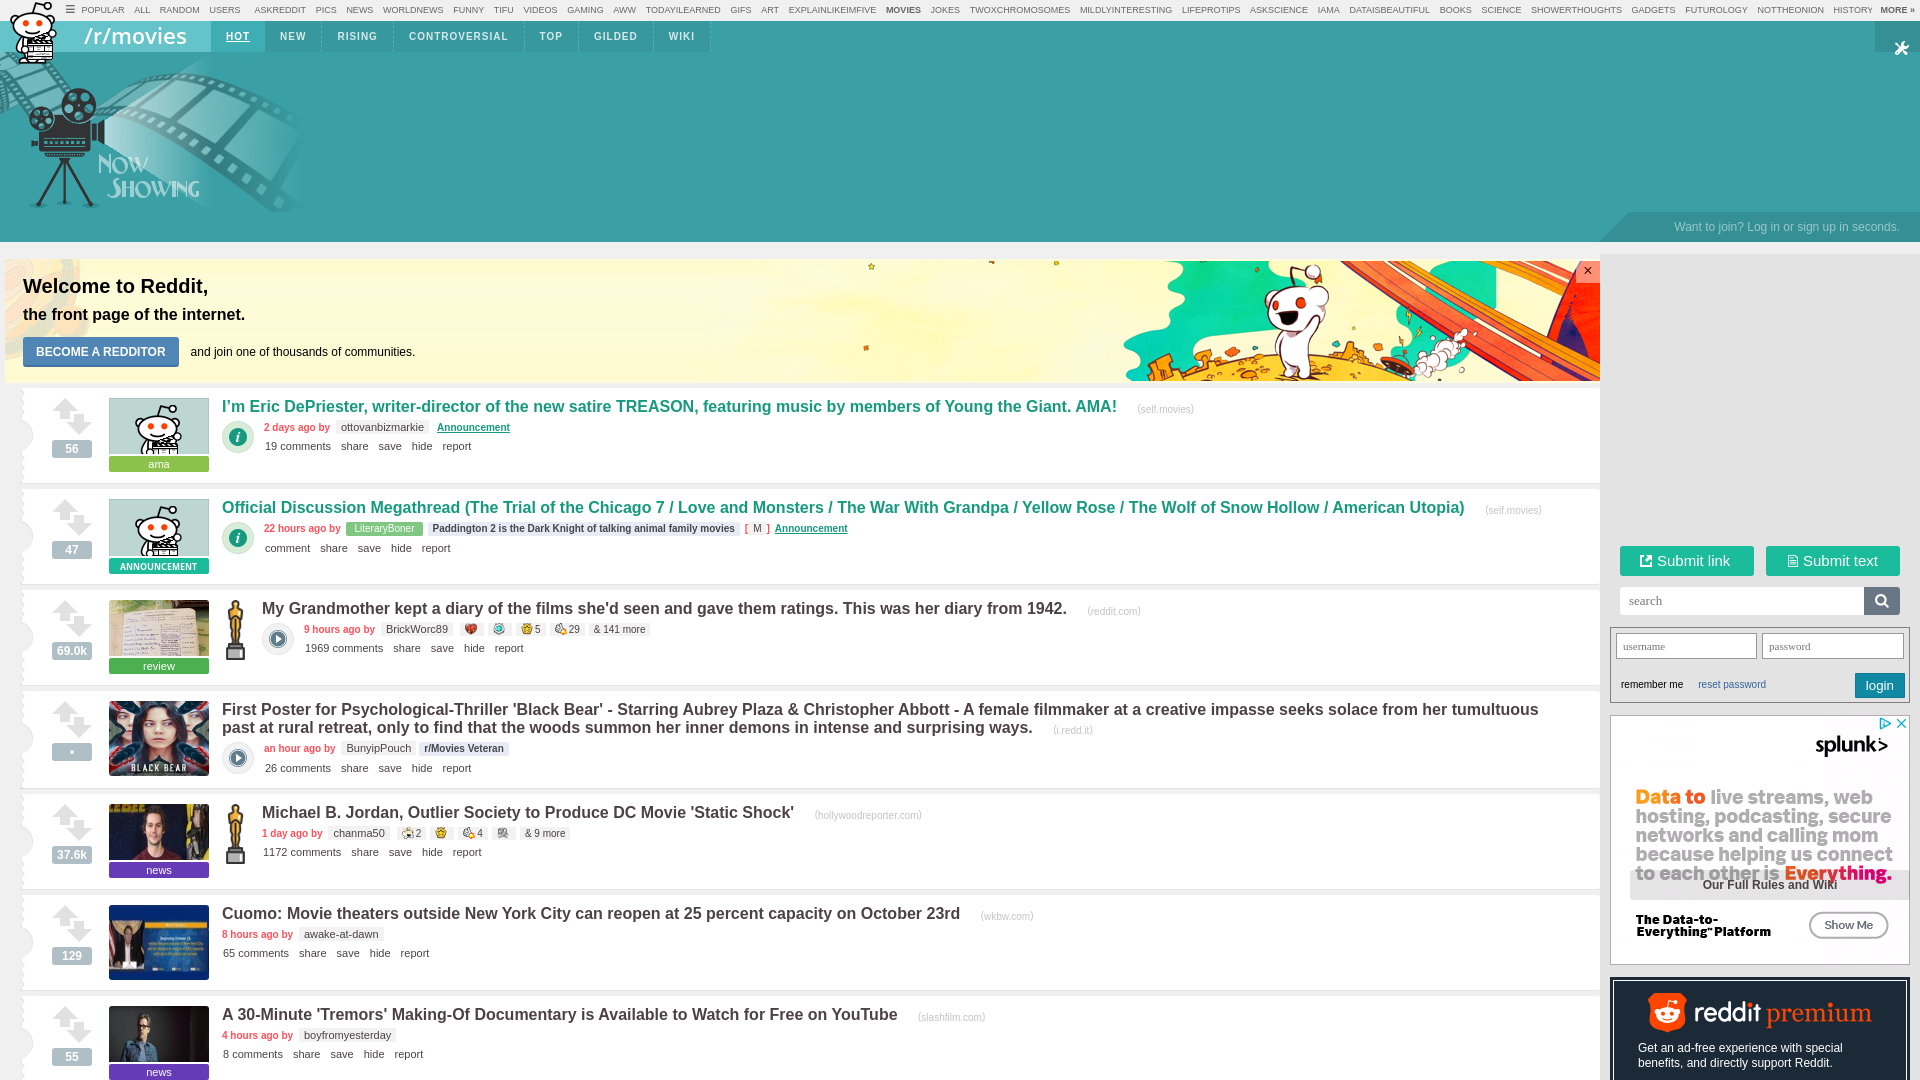 POPULAR ALL RANDOM USERS ASKREDDIT PICS NEWS WORLDNEWS FUNNY TIFU VIDEOS GAMING AWW TODAYILEARNED GIFS ART EXPLAINLIKEIMFIVE MOVIES JOKES TWOXCHROMOSOMES MILDLYINTERESTING LIFEPROTIPS ASKSCIENCE IAMA DATAISBEAUTIFUL BOOKS SCIENCE SHOWERTHOUGHTS GADGETS FUTUROLOGY NOTTHEONION HISTORY MORE »
/r/movies HOT NEW RISING CONTROVERSIAL TOP GILDED WIKI
NOW
SHOWING
Want to join? Log in or sign up in seconds.
Welcome to Reddit,
the front page of the internet.
BECOME A REDDITOR and join one of thousands of communities.
×
I'm Eric DePriester, writer-director of the new satire TREASON, featuring music by members of Young the Giant. AMA! (self.movies)
2 days ago by ottovanbizmarkie Announcement
56
19 comments share save hide report
ama
Official Discussion Megathread (The Trial of the Chicago 7 / Love and Monsters / The War With Grandpa / Yellow Rose / The Wolf of Snow Hollow / American Utopia) (self.movies)
22 hours ago by LiteraryBoner Paddington 2 is the Dark Knight of talking animal family movies [ M ] Announcement
47
comment share save hide report
ANNOUNCEMENT
My Grandmother kept a diary of the films she'd seen and gave them ratings. This was her diary from 1942. (reddit.com)
9 hours ago by BrickWorc89 5 29 & 141 more
69.0k
1969 comments share save hide report
review
First Poster for Psychological-Thriller 'Black Bear' - Starring Aubrey Plaza & Christopher Abbott - A female filmmaker at a creative impasse seeks solace from her tumultuous
past at rural retreat, only to find that the woods summon her inner demons in intense and surprising ways. (i.redd.it)
an hour ago by BunyipPouch r/Movies Veteran
•
26 comments share save hide report
BLACK BEAR
Michael B. Jordan, Outlier Society to Produce DC Movie 'Static Shock' (hollywoodreporter.com)
1 day ago by chanma50 2 4 & 9 more
37.6k
1172 comments share save hide report
news
Cuomo: Movie theaters outside New York City can reopen at 25 percent capacity on October 23rd (wkbw.com)
8 hours ago by awake-at-dawn
129
65 comments share save hide report
A 30-Minute 'Tremors' Making-Of Documentary is Available to Watch for Free on YouTube (slashfilm.com)
4 hours ago by boyfromyesterday
55
8 comments share save hide report
news
Submit link Submit text
search
username password
remember me reset password login
splunk>
Data to live streams, web
hosting, podcasting, secure
networks and calling mom
because helping us connect
to each other is Everything.
Our Full Rules and Wiki
The Data-to-
Everything™ Platform
Show Me
reddit premium
Get an ad-free experience with special
benefits, and directly support Reddit.